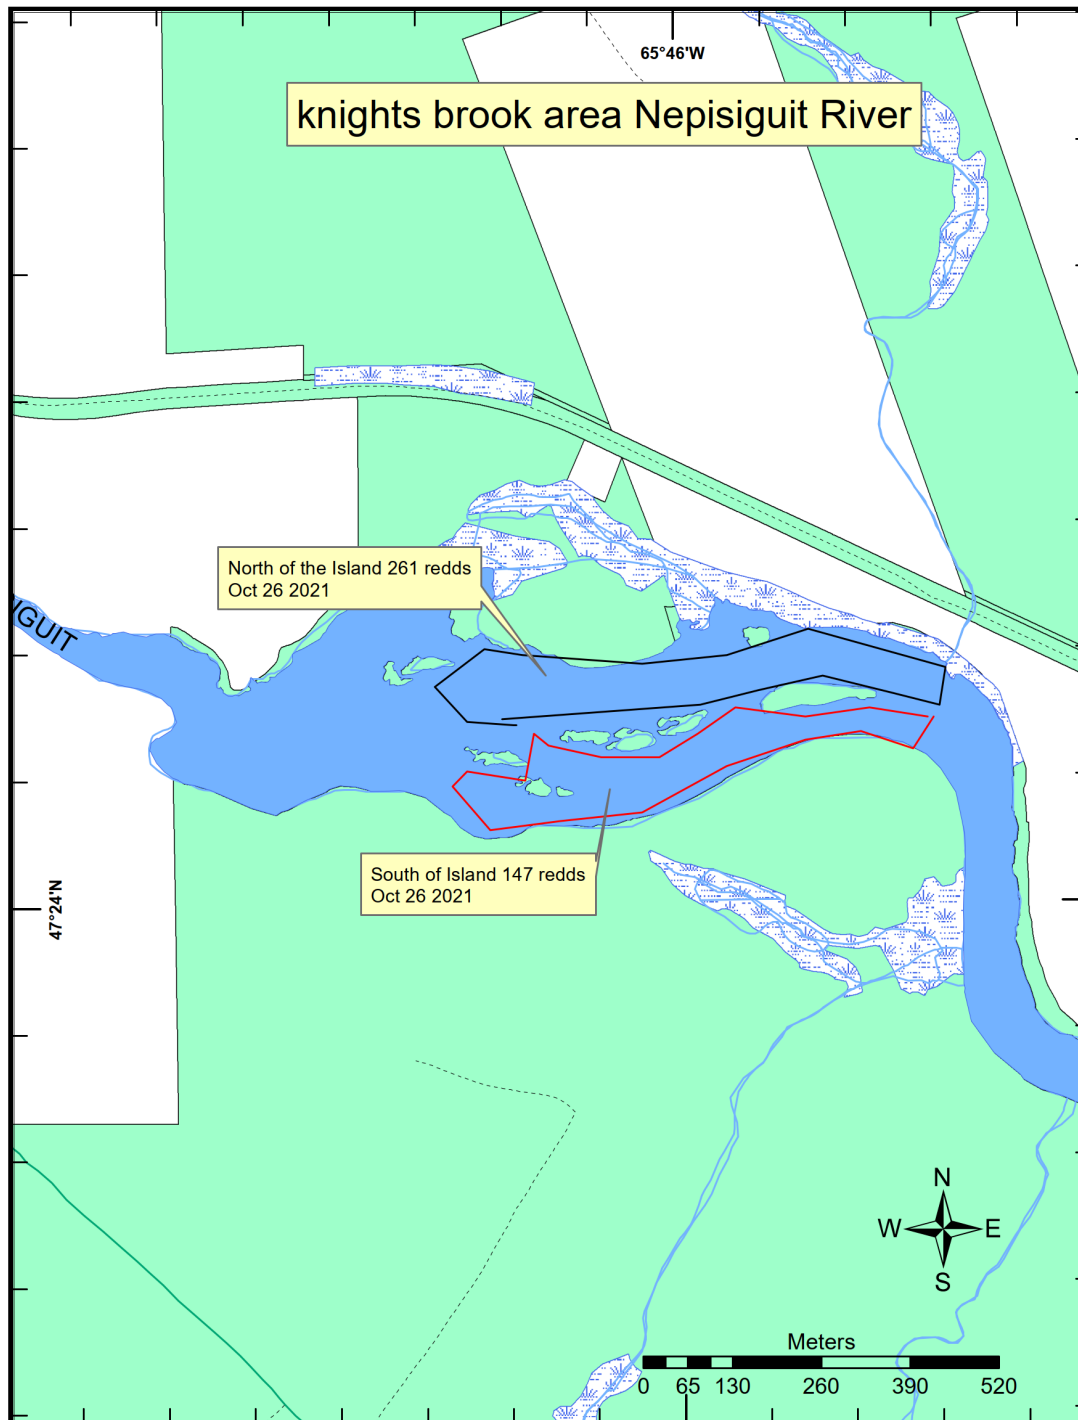 65°46'W
knights brook area Nepisiguit River
North of the Island 261 redds
Oct 26 2021
IGUIT
South of Island 147 redds
Oct 26 2021
47°24'N
N
W E
S
Meters
0 65 130 260 390 520